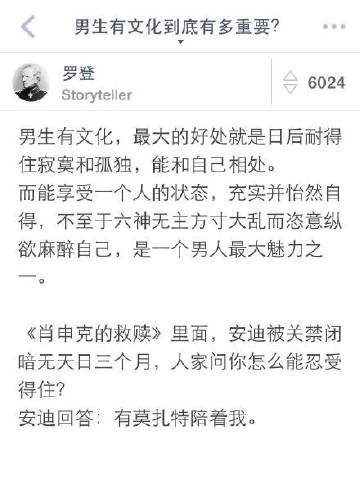 男生有文化到底有多重要?
罗登
Storyteller
6024
男生有文化，最大的好处就是日后耐得
住寂寞和孤独，能和自己相处。
而能享受一个人的状态，充实并怡然自
得，不至于六神无主方寸大乱而恣意纵
欲麻醉自己，是一个男人最大魅力之
一。
《肖申克的救赎》里面，安迪被关禁闭
暗无天日三个月，人家问你怎么能忍受
得住?
安迪回答：有莫扎特陪着我。